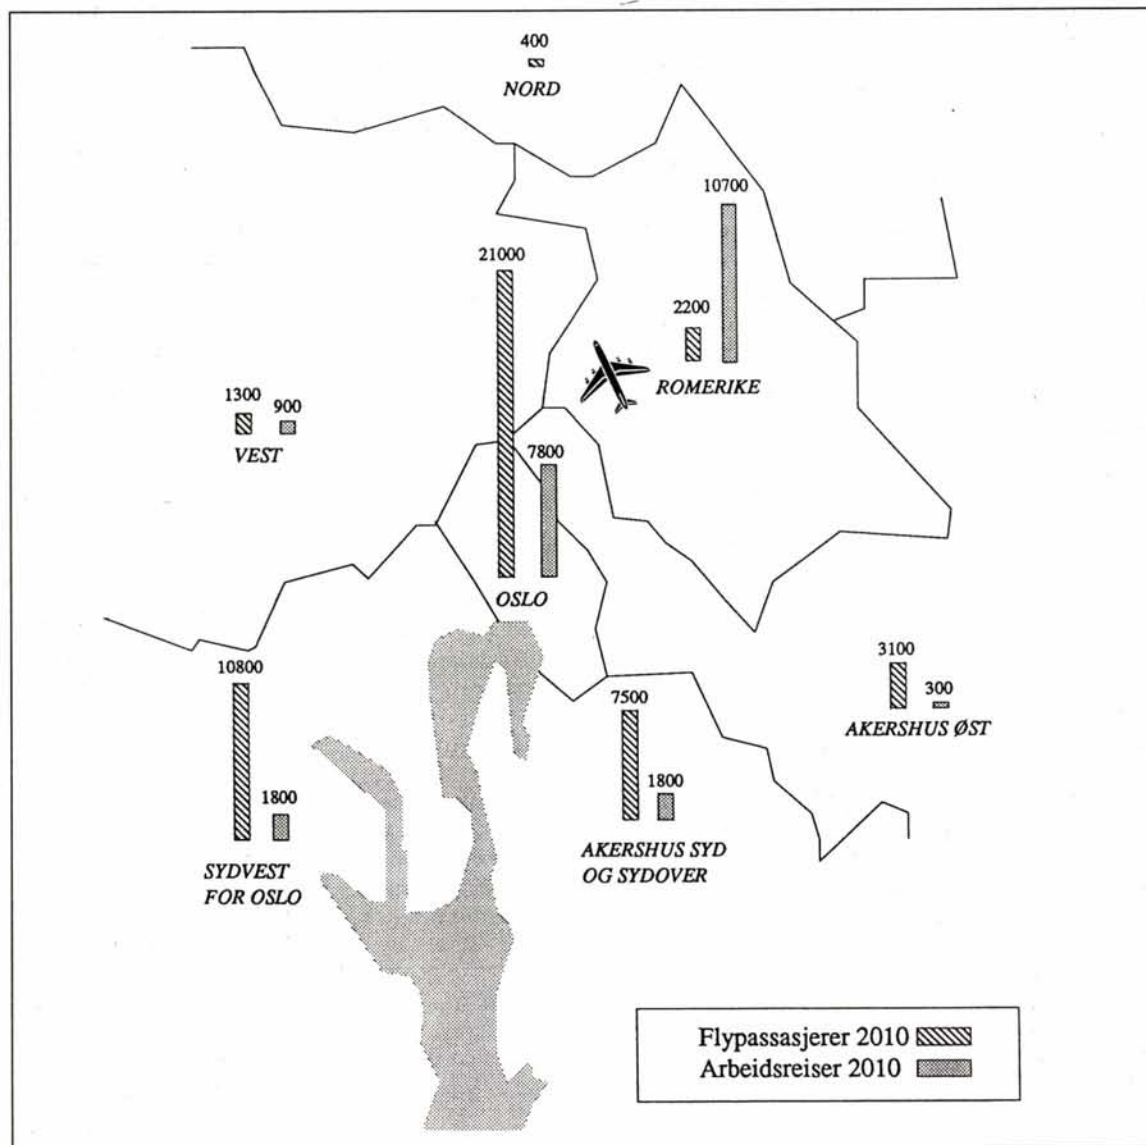 400
NORD
10700
21000
2200
ROMERIKE
1300
900
VEST
7800
OSLO
10800
1800
SYDVEST
FOR OSLO
7500
1800
AKERSHUS SYD
OG SYDOVER
3100
300
AKERSHUS ØST
Flypassasjerer 2010
Arbeidsreiser 2010